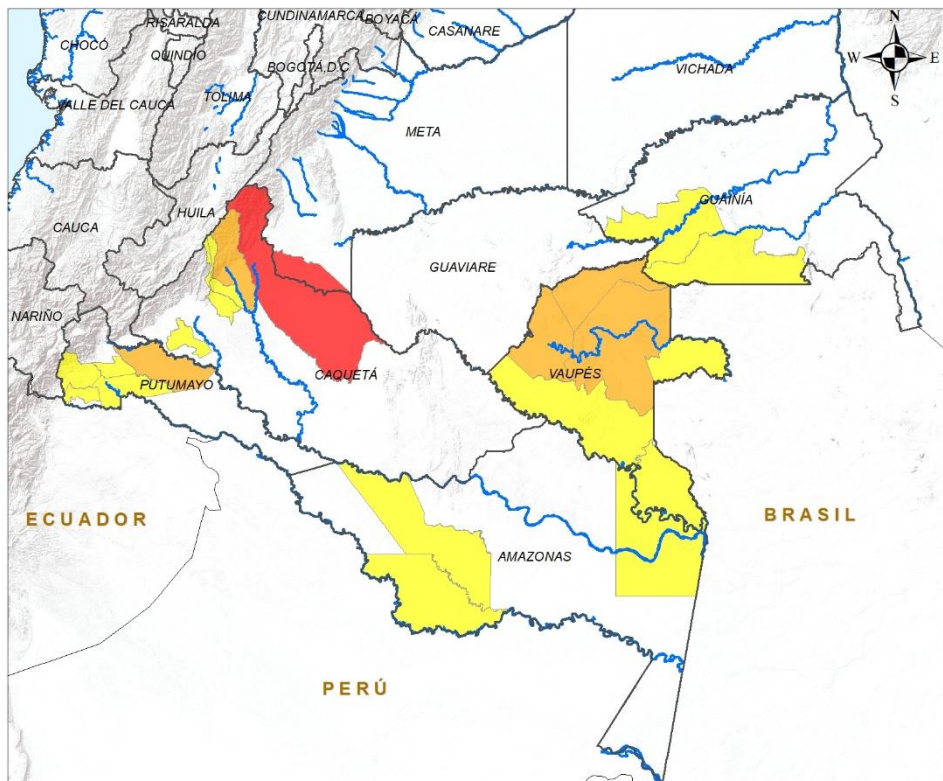 CUNDINAMARCA
BOYACÁ
RISARALDA
CASANARE
N
CHOCÓ
QUINDIO
BOGOTA,D.C
W
E
VICHADA
S
VALLE DEL CAUCA
TOLIMA
META
GUAINÍA
CAUCA
HUILA
GUAVIARE
NARIÑO
CAQUETÁ
VAUPÉS
PUTUMAYO
ECUADOR
BRASIL
AMAZONAS
PERÚ